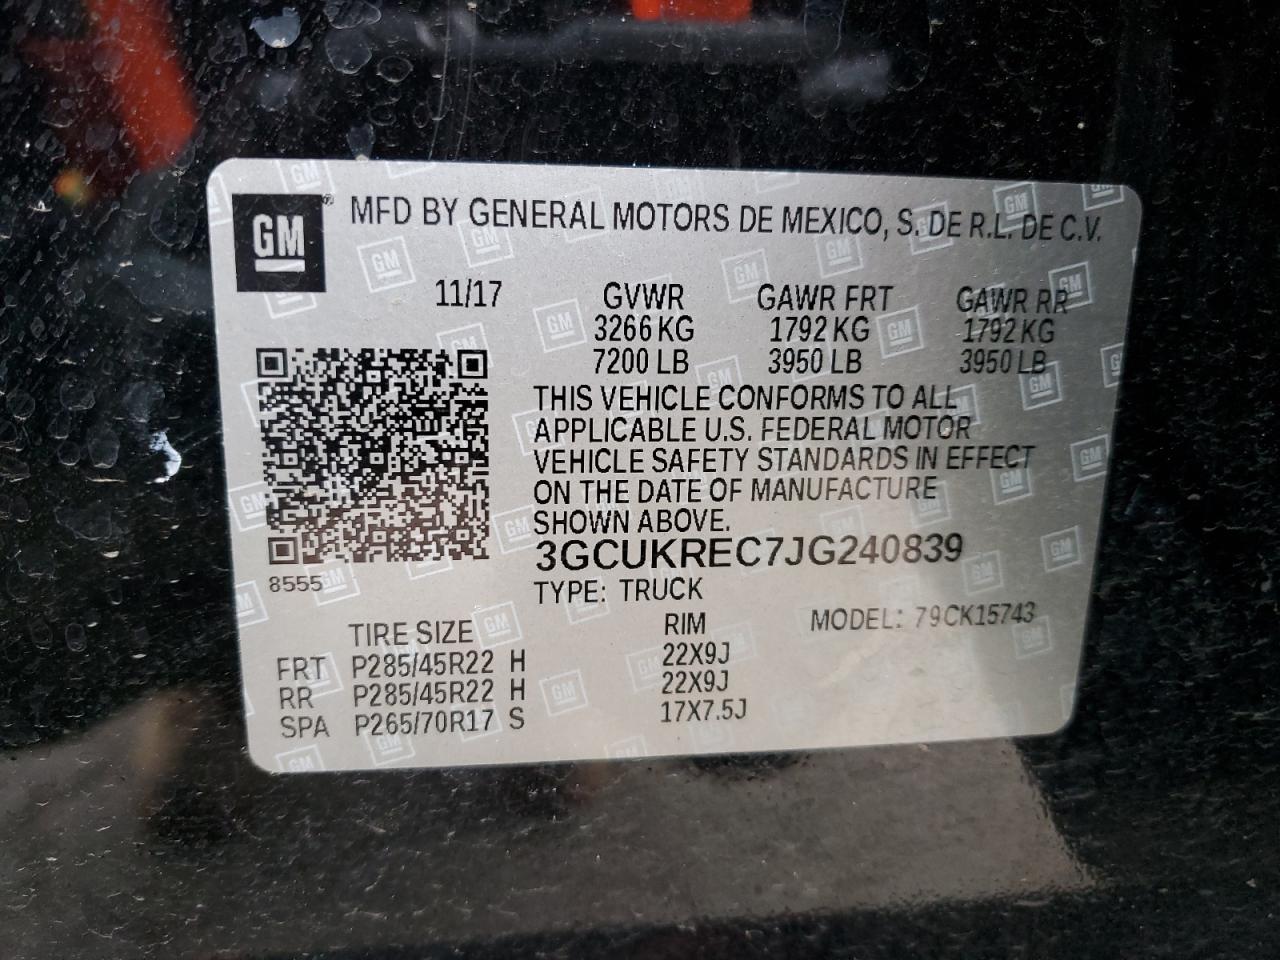 GM® MFD BY GENERAL MOTORS DE MEXICO, S. DE R.L. DE C.V.
11/17 GVWR GAWR FRT GAWR RR
3266 KG 1792 KG 1792 KG
7200 LB 3950 LB 3950 LB
THIS VEHICLE CONFORMS TO ALL
APPLICABLE U.S. FEDERAL MOTOR
VEHICLE SAFETY STANDARDS IN EFFECT
ON THE DATE OF MANUFACTURE
SHOWN ABOVE.
3GCUKREC7JG240839
8555 TYPE: TRUCK
TIRE SIZE RIM MODEL: 79CK15743
FRT P285/45R22 H 22X9J
RR P285/45R22 H 22X9J
SPA P265/70R17 S 17X7.5J